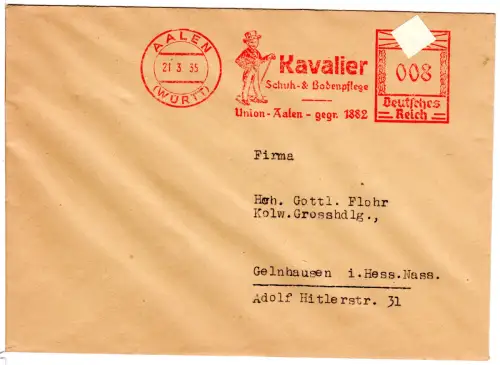 AALEN
21.3.35
(WÜRTT)
Kavalier
Schuh- & Bodenpflege
Union - Aalen - gegr. 1882
008
Deutsches
Reich
Firma
Hch. Gottl. Flohr
Kolw.Grosshdlg.,
Gelnhausen i.Hess.Nass.
Adolf Hitlerstr. 31